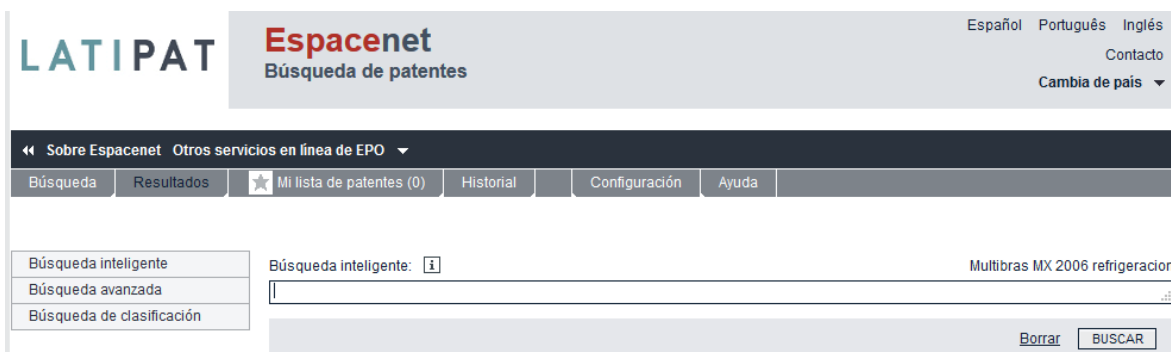 LATIPAT
Espacenet
Búsqueda de patentes
Español Português Inglés
Contacto
Cambia de país
Sobre Espacenet Otros servicios en línea de EPO
Búsqueda Resultados Mi lista de patentes (0) Historial Configuración Ayuda
Búsqueda inteligente
Búsqueda avanzada
Búsqueda de clasificación
Búsqueda inteligente: i Multibras MX 2006 refrigeracion
Borrar BUSCAR